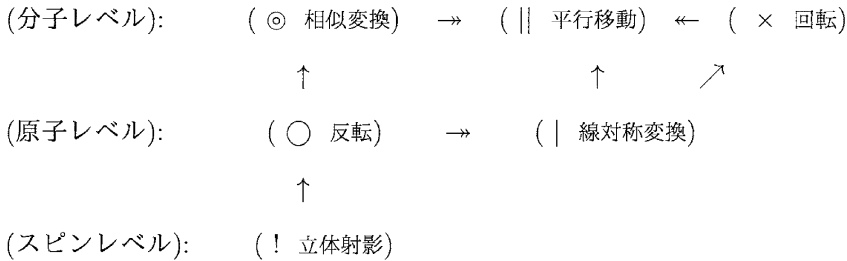 (分子レベル): ( ◎ 相似変換) ↠ ( || 平行移動) ↞ ( × 回転)
↑ ↑ ↗
(原子レベル): ( ◯ 反転) ↠ ( | 線対称変換)
↑
(スピンレベル): ( ! 立体射影)